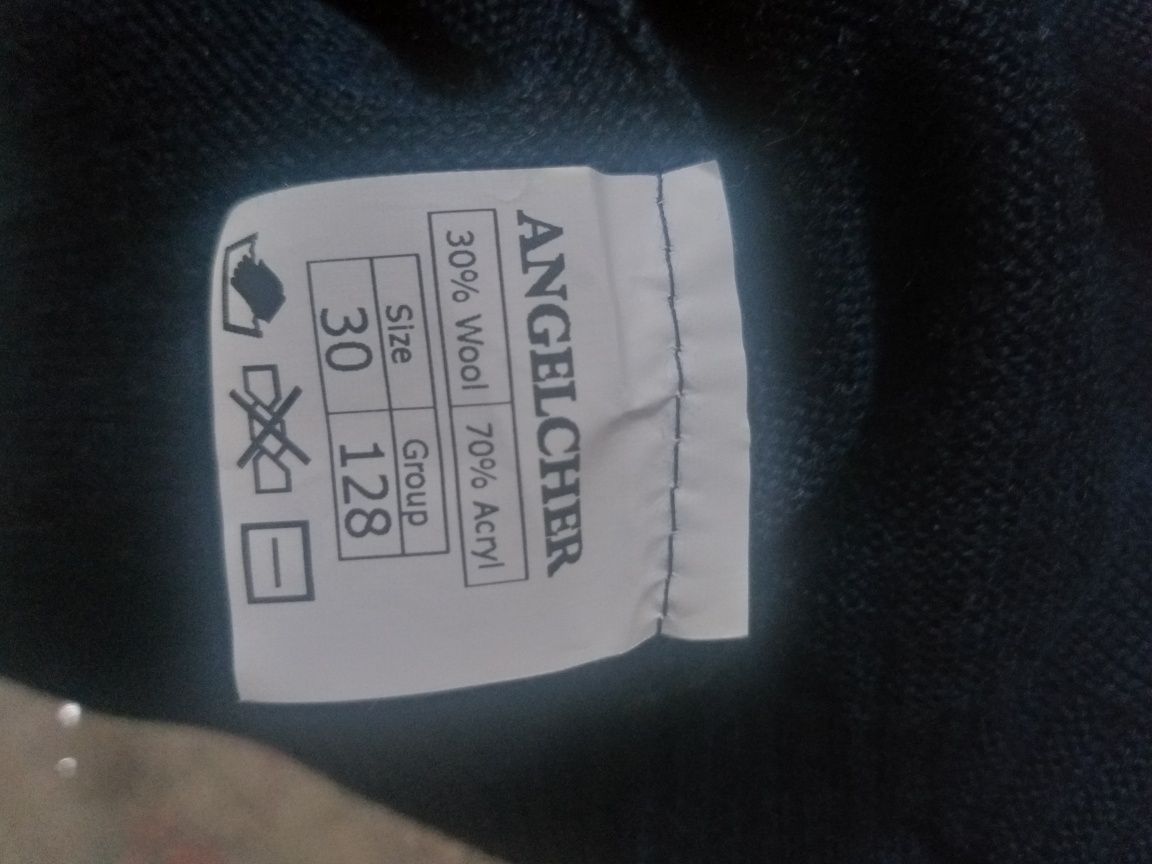 ANGELCHER
30% Wool 70% Acryl
Size Group
30 128